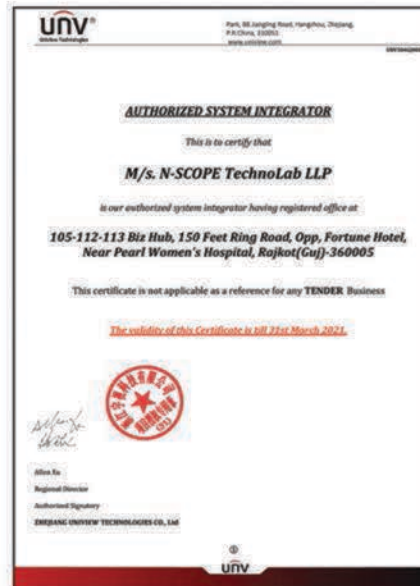 unv
Park, 88 Jiangling Road, Hangzhou, Zhejiang,
P.R.China, 310051
www.uniview.com
AUTHORIZED SYSTEM INTEGRATOR
This is to certify that
M/s. N-SCOPE TechnoLab LLP
is our authorized system integrator having registered office at
105-112-113 Biz Hub, 150 Feet Ring Road, Opp, Fortune Hotel,
Near Pearl Women's Hospital, Rajkot(Guj)-360005
This certificate is not applicable as a reference for any TENDER Business
The validity of this Certificate is till 31st March 2021.
Allen Xu
Regional Director
Authorized Signatory
ZHEJIANG UNIVIEW TECHNOLOGIES CO., Ltd
unv